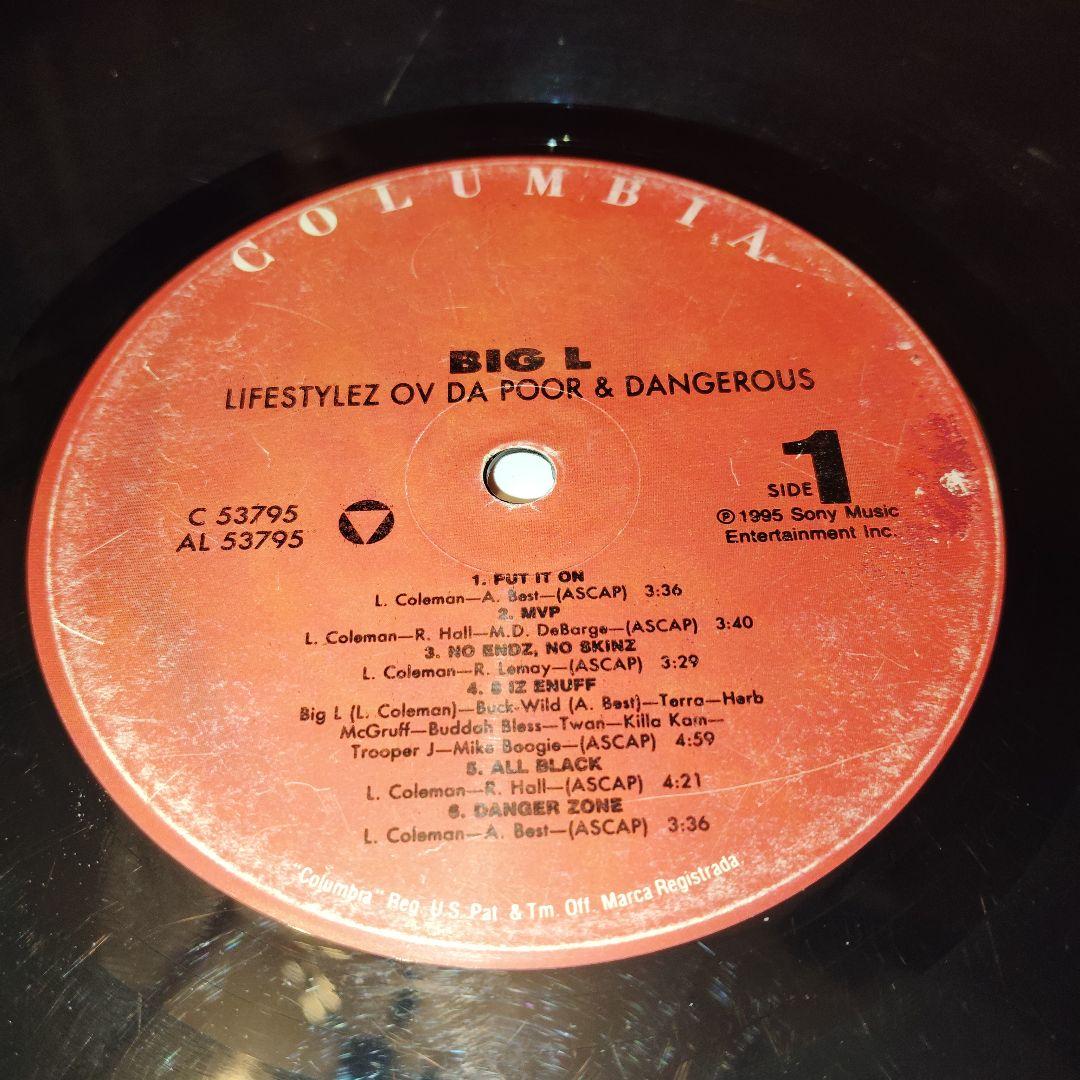 COLUMBIA
BIG L
LIFESTYLEZ OV DA POOR & DANGEROUS
SIDE 1
C 53795
AL 53795
℗ 1995 Sony Music
Entertainment Inc.
1. PUT IT ON
L. Coleman—A. Best—(ASCAP) 3:36
2. MVP
L. Coleman—R. Hall—M.D. DeBarge—(ASCAP) 3:40
3. NO ENDZ, NO SKINZ
L. Coleman—R. Lemay—(ASCAP) 3:29
4. 8 IZ ENUFF
Big L (L. Coleman)—Buck-Wild (A. Best)—Terra—Herb
McGruff—Buddah Bless—Twan—Killa Kam—
Trooper J—Mike Boogie—(ASCAP) 4:59
5. ALL BLACK
L. Coleman—R. Hall—(ASCAP) 4:21
6. DANGER ZONE
L. Coleman—A. Best—(ASCAP) 3:36
"Columbia" Reg. U.S. Pat. & Tm. Off. Marca Registrada.